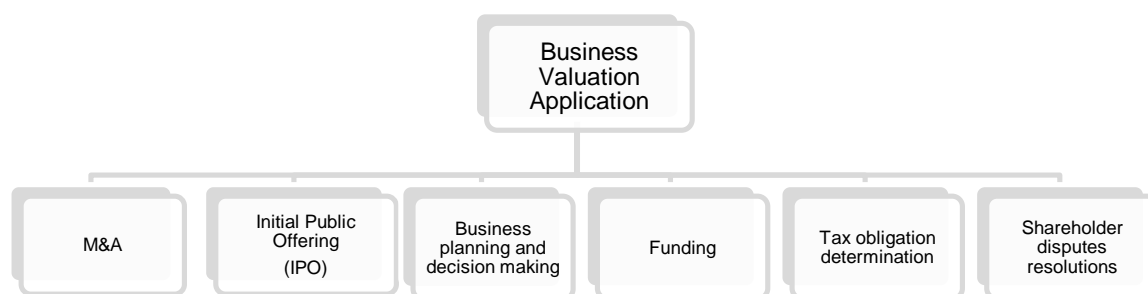 Business
Valuation
Application
M&A
Initial Public
Offering
(IPO)
Business
planning and
decision making
Funding
Tax obligation
determination
Shareholder
disputes
resolutions